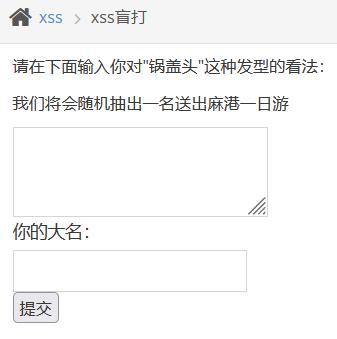 xss > xss盲打
请在下面输入你对"锅盖头"这种发型的看法：
我们将会随机抽出一名送出麻港一日游
你的大名：
提交